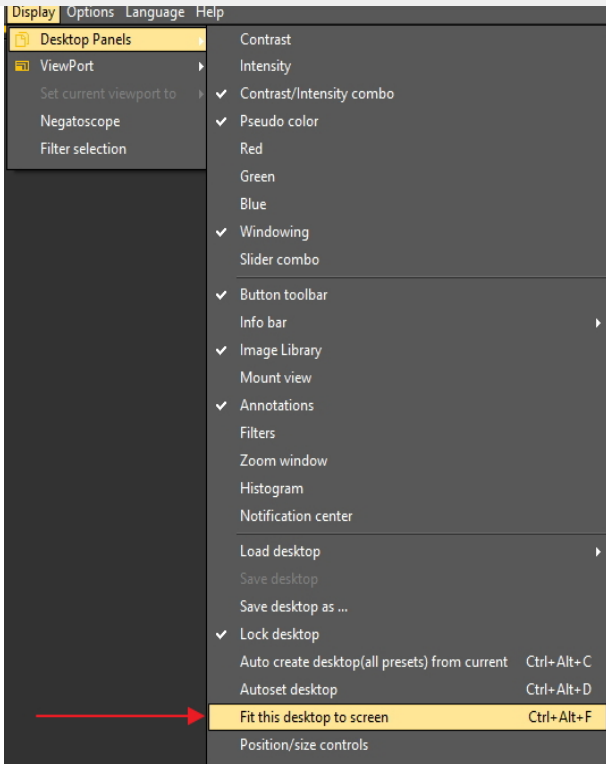 Display Options Language Help
Desktop Panels
ViewPort
Set current viewport to
Negatoscope
Filter selection
Contrast
Intensity
Contrast/Intensity combo
Pseudo color
Red
Green
Blue
Windowing
Slider combo
Button toolbar
Info bar
Image Library
Mount view
Annotations
Filters
Zoom window
Histogram
Notification center
Load desktop
Save desktop
Save desktop as ...
Lock desktop
Auto create desktop(all presets) from current Ctrl+Alt+C
Autoset desktop Ctrl+Alt+D
Fit this desktop to screen Ctrl+Alt+F
Position/size controls